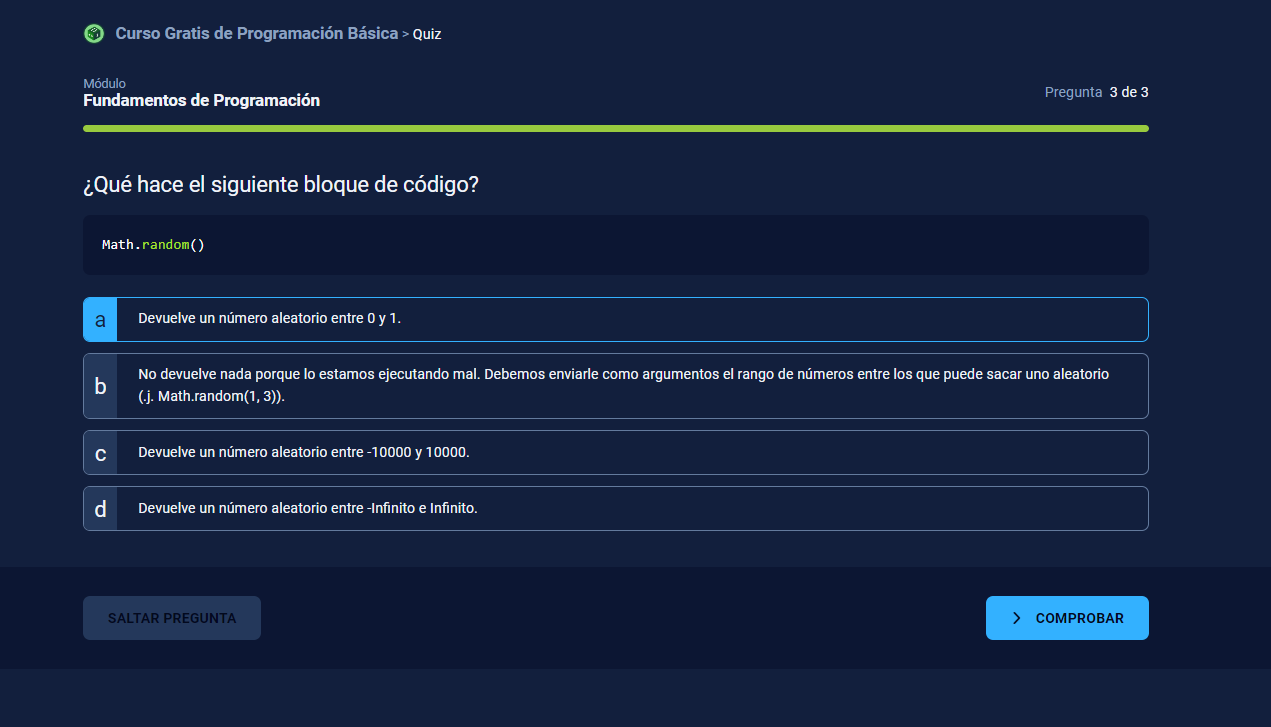 Curso Gratis de Programación Básica > Quiz
Módulo
Fundamentos de Programación
Pregunta 3 de 3
¿Qué hace el siguiente bloque de código?
Math.random()
a Devuelve un número aleatorio entre 0 y 1.
b No devuelve nada porque lo estamos ejecutando mal. Debemos enviarle como argumentos el rango de números entre los que puede sacar uno aleatorio
(.j. Math.random(1, 3)).
c Devuelve un número aleatorio entre -10000 y 10000.
d Devuelve un número aleatorio entre -Infinito e Infinito.
SALTAR PREGUNTA
COMPROBAR